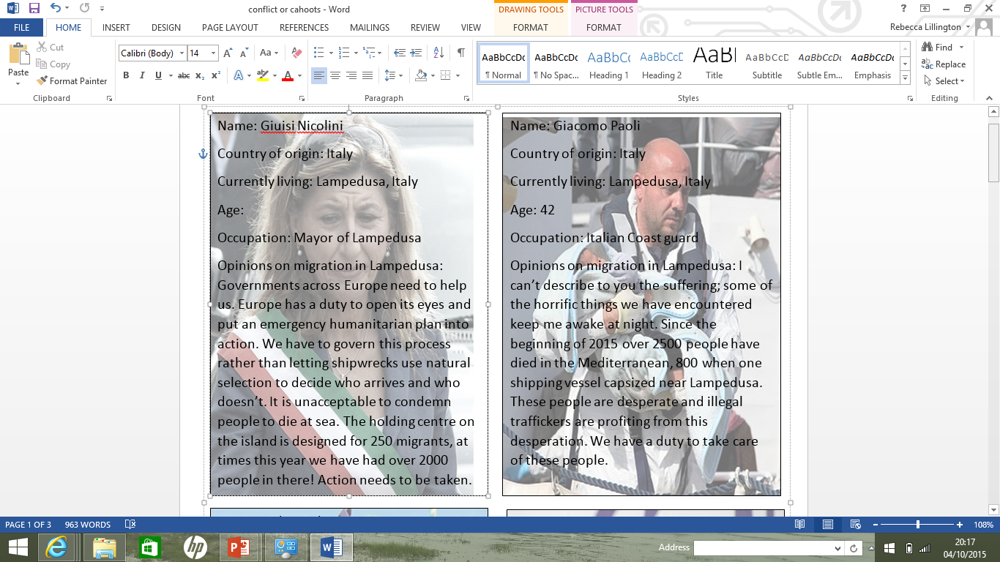 conflict or cahoots - Word
DRAWING TOOLS
PICTURE TOOLS
?
FILE
HOME
INSERT
DESIGN
PAGE LAYOUT
REFERENCES
MAILINGS
REVIEW
VIEW
FORMAT
FORMAT
Rebecca Lillington
Paste
Cut
Copy
Format Painter
Clipboard
Calibri (Body)
14
Aa
B I U abc x₂ x²
Font
Paragraph
AaBbCcDc
¶ Normal
AaBbCcDc
¶ No Spac...
AaBbCc
Heading 1
AaBbCcD
Heading 2
AaBl
Title
AaBbCcD
Subtitle
AaBbCcDc
Subtle Em...
AaBbCcDc
Emphasis
Styles
Find
Replace
Select
Editing
Name: Giuisi Nicolini
Country of origin: Italy
Currently living: Lampedusa, Italy
Age:
Occupation: Mayor of Lampedusa
Opinions on migration in Lampedusa:
Governments across Europe need to help
us. Europe has a duty to open its eyes and
put an emergency humanitarian plan into
action. We have to govern this process
rather than letting shipwrecks use natural
selection to decide who arrives and who
doesn’t. It is unacceptable to condemn
people to die at sea. The holding centre on
the island is designed for 250 migrants, at
times this year we have had over 2000
people in there! Action needs to be taken.
Name: Giacomo Paoli
Country of origin: Italy
Currently living: Lampedusa, Italy
Age: 42
Occupation: Italian Coast guard
Opinions on migration in Lampedusa: I
can’t describe to you the suffering; some of
the horrific things we have encountered
keep me awake at night. Since the
beginning of 2015 over 2500 people have
died in the Mediterranean, 800 when one
shipping vessel capsized near Lampedusa.
These people are desperate and illegal
traffickers are profiting from this
desperation. We have a duty to take care
of these people.
PAGE 1 OF 3
963 WORDS
108%
Address
20:17
04/10/2015